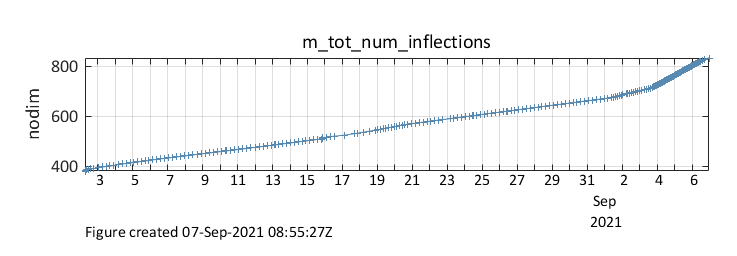 m_tot_num_inflections
nodim
800
600
400
3 5 7 9 11 13 15 17 19 21 23 25 27 29 31 2 4 6
Sep
2021
Figure created 07-Sep-2021 08:55:27Z